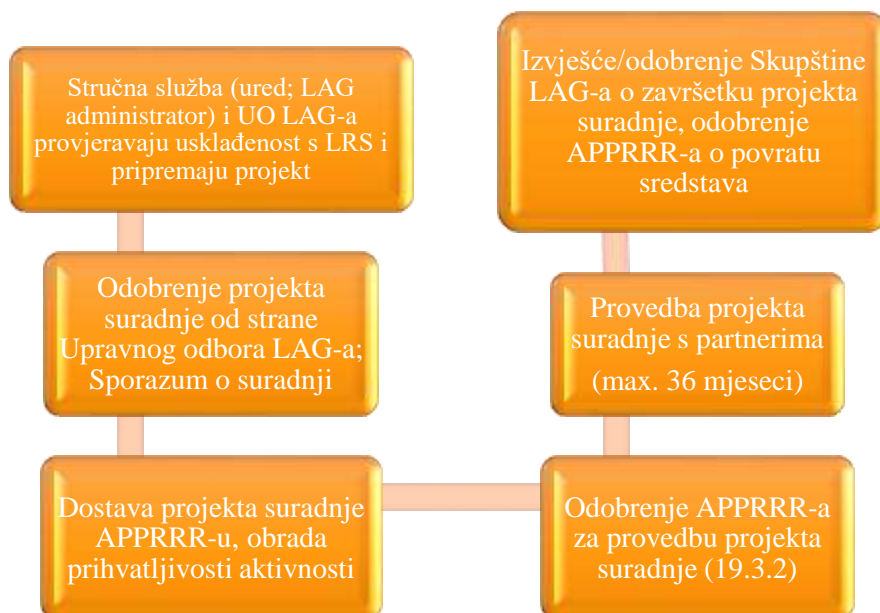 Stručna služba (ured; LAG
administrator) i UO LAG-a
provjeravaju usklađenost s LRS i
pripremaju projekt
Odobrenje projekta
suradnje od strane
Upravnog odbora LAG-a;
Sporazum o suradnji
Dostava projekta suradnje
APPRRR-u, obrada
prihvatljivosti aktivnosti
Odobrenje APPRRR-a
za provedbu projekta
suradnje (19.3.2)
Provedba projekta
suradnje s partnerima
(max. 36 mjeseci)
Izvješće/odobrenje Skupštine
LAG-a o završetku projekta
suradnje, odobrenje
APPRRR-a o povratu
sredstava